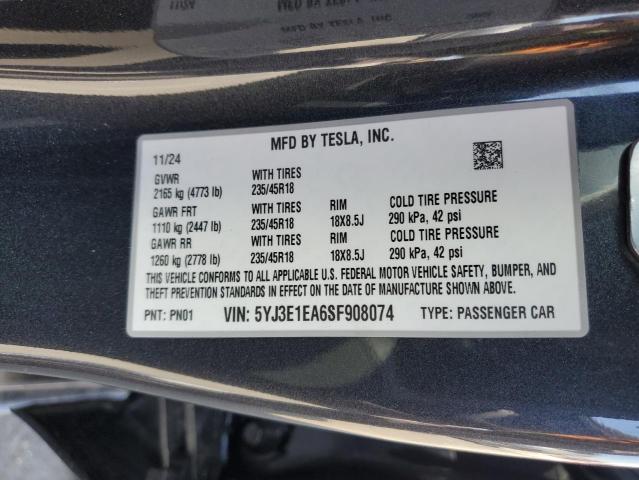 MFD BY TESLA, INC.
11/24
GVWR WITH TIRES
2165 kg (4773 lb) 235/45R18
GAWR FRT WITH TIRES RIM COLD TIRE PRESSURE
1110 kg (2447 lb) 235/45R18 18X8.5J 290 kPa, 42 psi
GAWR RR WITH TIRES RIM COLD TIRE PRESSURE
1260 kg (2778 lb) 235/45R18 18X8.5J 290 kPa, 42 psi
THIS VEHICLE CONFORMS TO ALL APPLICABLE U.S. FEDERAL MOTOR VEHICLE SAFETY, BUMPER, AND
THEFT PREVENTION STANDARDS IN EFFECT ON THE DATE OF MANUFACTURE SHOWN ABOVE.
PNT: PN01 VIN: 5YJ3E1EA6SF908074 TYPE: PASSENGER CAR